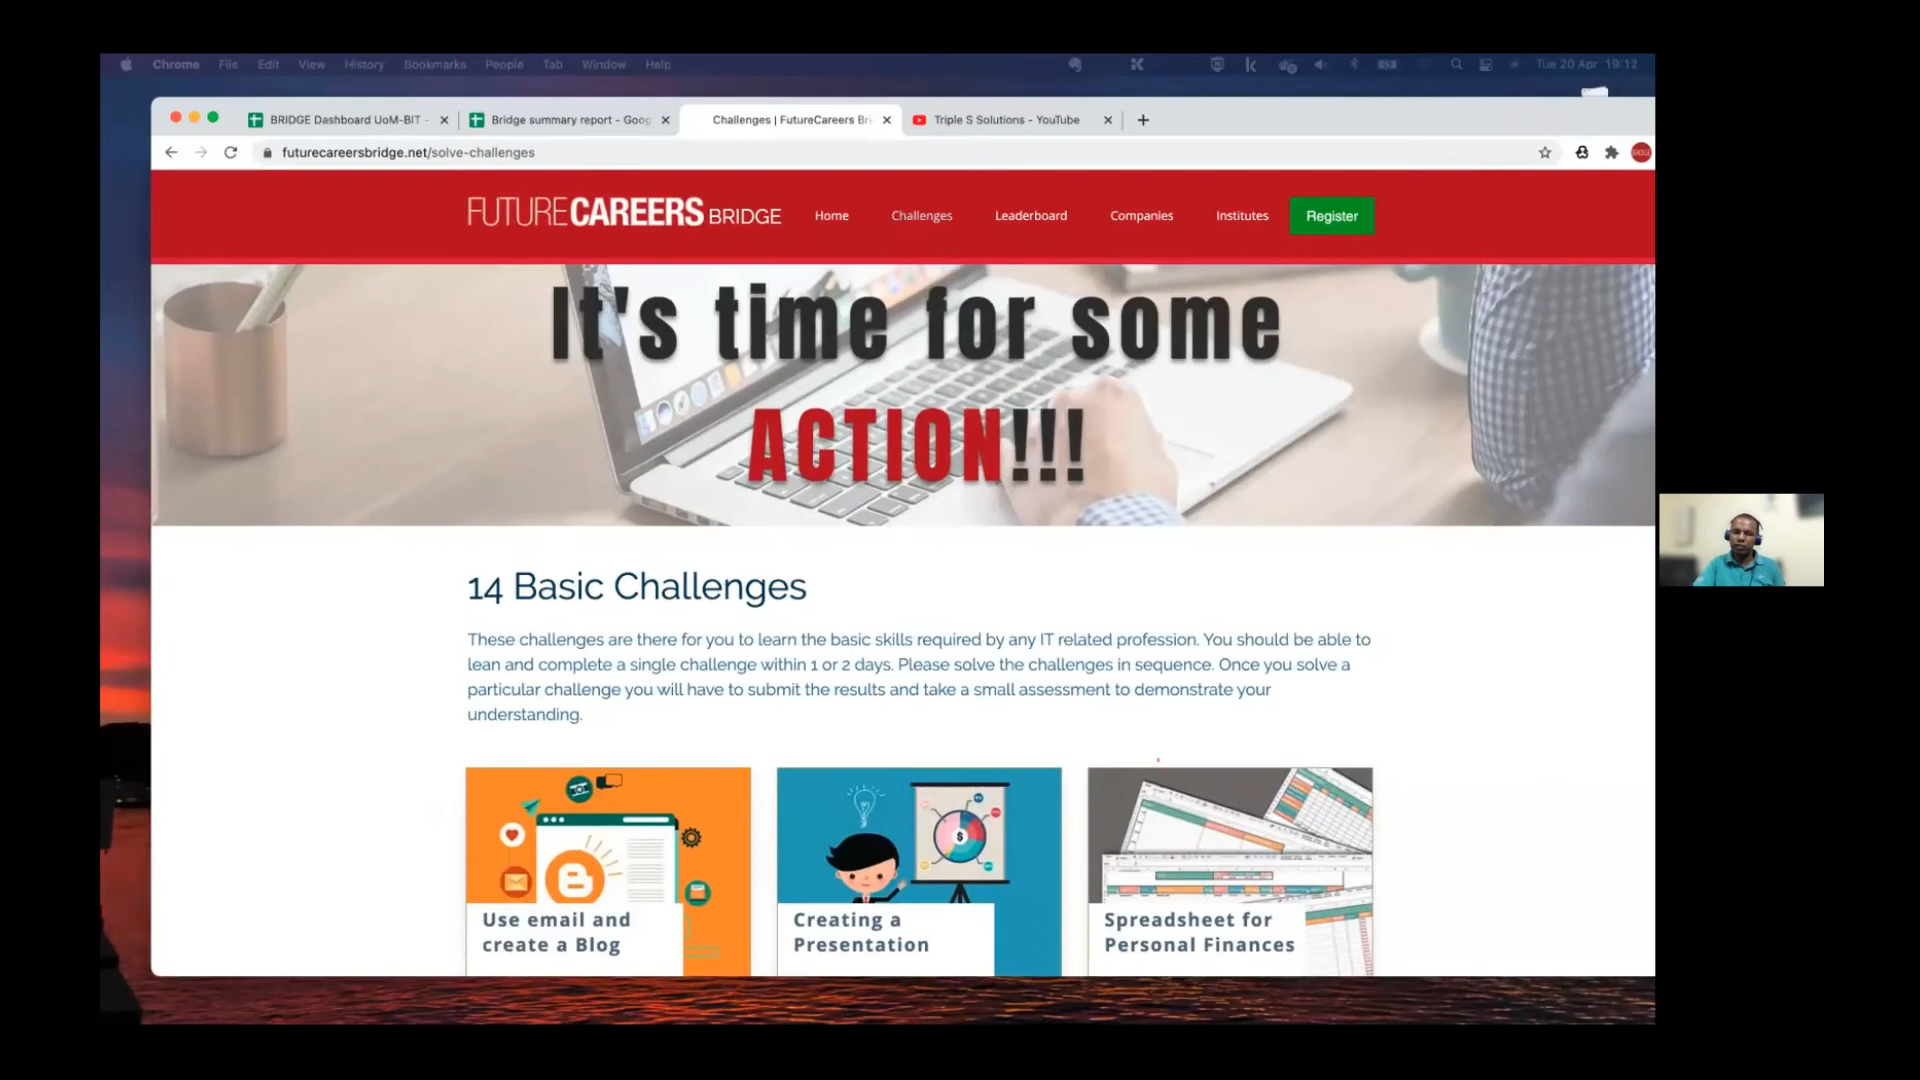 Chrome File Edit View History Bookmarks People Tab Window Help Tue 20 Apr 19:12
BRIDGE Dashboard UoM-BIT - Bridge summary report - Goog Challenges | FutureCareers Bri Triple S Solutions - YouTube
futurecareersbridge.net/solve-challenges
FUTURECAREERS BRIDGE Home Challenges Leaderboard Companies Institutes Register
It's time for some
ACTION!!!
14 Basic Challenges
These challenges are there for you to learn the basic skills required by any IT related profession. You should be able to
lean and complete a single challenge within 1 or 2 days. Please solve the challenges in sequence. Once you solve a
particular challenge you will have to submit the results and take a small assessment to demonstrate your
understanding.
Use email and
create a Blog
Creating a
Presentation
Spreadsheet for
Personal Finances